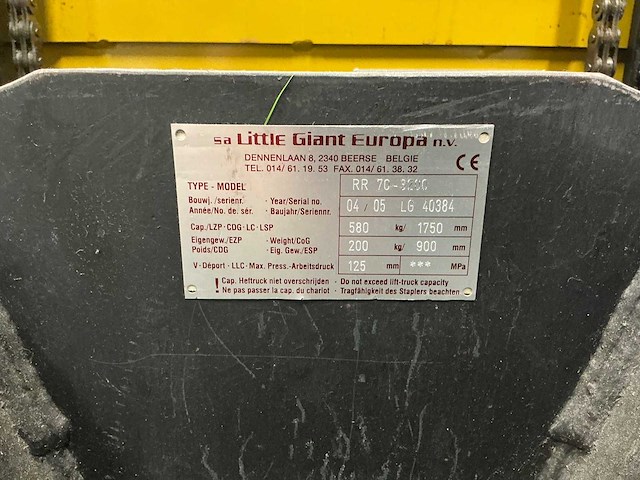 sa Little Giant Europa n.v.
DENNENLAAN 8, 2340 BEERSE BELGIE
TEL. 014/ 61. 19. 53 FAX. 014/ 61. 38. 32
CE
TYPE - MODEL RR
Bouwj./serienr. · Year/Serial no. 04 / 05 LG 40384
Année/No. de sér. · Baujahr/Seriennr.
Cap./LZP · CDG · LC · LSP 580 kg/ 1750 mm
Eigengew./EZP · Weight/CoG 200 kg/ 900 mm
Poids/CDG · Eig. Gew./ESP
V · Déport · LLC · Max. Press. · Arbeitsdruck 125 mm *** MPa
! Cap. Heftruck niet overschrijden · Do not exceed lift-truck capacity
Ne pas passer la cap. du chariot · Tragfähigkeit des Staplers beachten